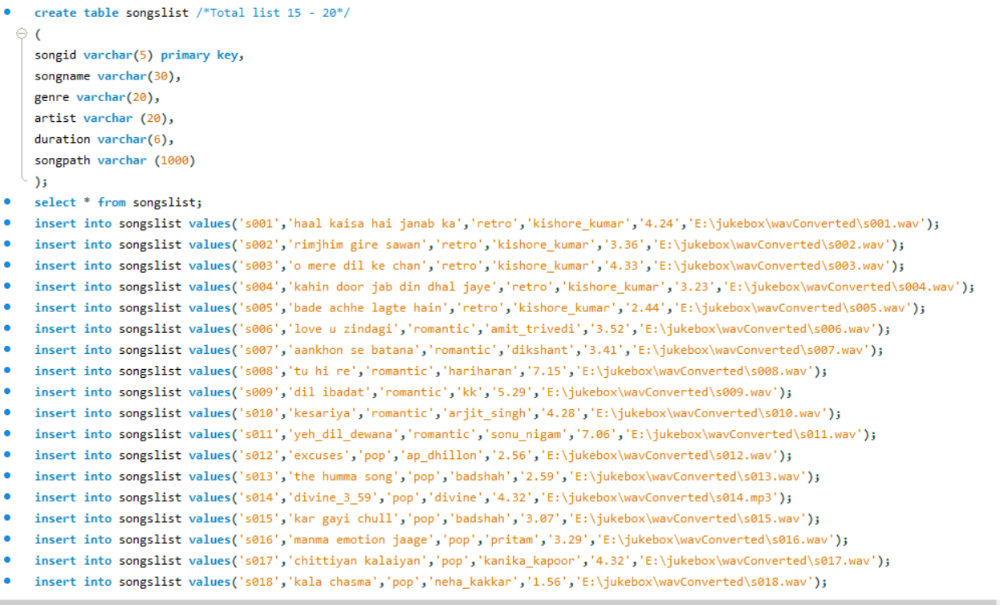 create table songslist /*Total list 15 - 20*/
(
songid varchar(5) primary key,
songname varchar(30),
genre varchar(20),
artist varchar (20),
duration varchar(6),
songpath varchar (1000)
);
select * from songslist;
insert into songslist values('s001','haal kaisa hai janab ka','retro','kishore_kumar','4.24','E:\jukebox\wavConverted\s001.wav');
insert into songslist values('s002','rimjhim gire sawan','retro','kishore_kumar','3.36','E:\jukebox\wavConverted\s002.wav');
insert into songslist values('s003','o mere dil ke chan','retro','kishore_kumar','4.33','E:\jukebox\wavConverted\s003.wav');
insert into songslist values('s004','kahin door jab din dhal jaye','retro','kishore_kumar','3.23','E:\jukebox\wavConverted\s004.wav');
insert into songslist values('s005','bade achhe lagte hain','retro','kishore_kumar','2.44','E:\jukebox\wavConverted\s005.wav');
insert into songslist values('s006','love u zindagi','romantic','amit_trivedi','3.52','E:\jukebox\wavConverted\s006.wav');
insert into songslist values('s007','aankhon se batana','romantic','dikshant','3.41','E:\jukebox\wavConverted\s007.wav');
insert into songslist values('s008','tu hi re','romantic','hariharan','7.15','E:\jukebox\wavConverted\s008.wav');
insert into songslist values('s009','dil ibadat','romantic','kk','5.29','E:\jukebox\wavConverted\s009.wav');
insert into songslist values('s010','kesariya','romantic','arjit_singh','4.28','E:\jukebox\wavConverted\s010.wav');
insert into songslist values('s011','yeh_dil_dewana','romantic','sonu_nigam','7.06','E:\jukebox\wavConverted\s011.wav');
insert into songslist values('s012','excuses','pop','ap_dhillon','2.56','E:\jukebox\wavConverted\s012.wav');
insert into songslist values('s013','the humma song','pop','badshah','2.59','E:\jukebox\wavConverted\s013.wav');
insert into songslist values('s014','divine_3_59','pop','divine','4.32','E:\jukebox\wavConverted\s014.mp3');
insert into songslist values('s015','kar gayi chull','pop','badshah','3.07','E:\jukebox\wavConverted\s015.wav');
insert into songslist values('s016','manma emotion jaage','pop','pritam','3.29','E:\jukebox\wavConverted\s016.wav');
insert into songslist values('s017','chittiyan kalaiyan','pop','kanika_kapoor','4.32','E:\jukebox\wavConverted\s017.wav');
insert into songslist values('s018','kala chasma','pop','neha_kakkar','1.56','E:\jukebox\wavConverted\s018.wav');